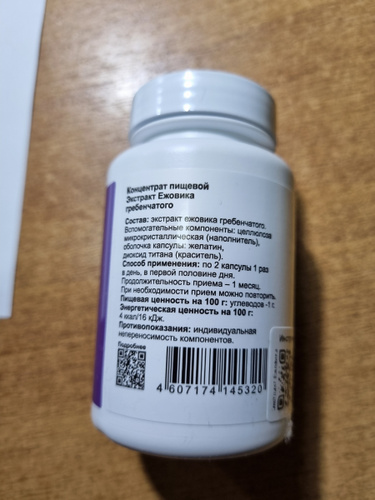 Концентрат пищевой
Экстракт Ежовика
гребенчатого
Состав: экстракт ежовика гребенчатого.
Вспомогательные компоненты: целлюлоза
микрокристаллическая (наполнитель),
оболочка капсулы: желатин,
диоксид титана (краситель).
Способ применения: по 2 капсулы 1 раз
в день, в первой половине дня.
Продолжительность приема – 1 месяц.
При необходимости прием можно повторить.
Пищевая ценность на 100 г: углеводов -1 г.
Энергетическая ценность на 100 г:
4 ккал/16 кДж.
Противопоказания: индивидуальная
непереносимость компонентов.
Подробнее
4 607174 145320